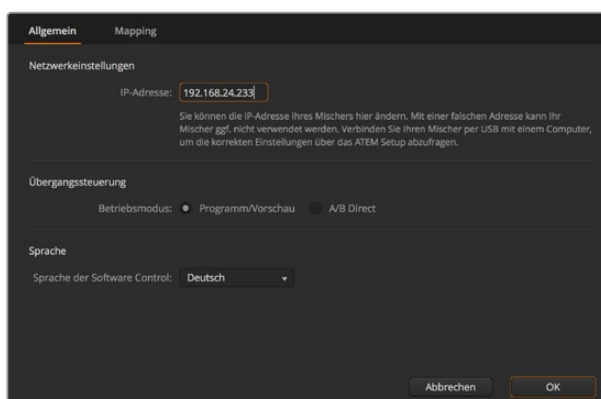 Allgemein Mapping
Netzwerkeinstellungen
IP-Adresse: 192.168.24.233
Sie können die IP-Adresse Ihres Mischers hier ändern. Mit einer falschen Adresse kann Ihr
Mischer ggf. nicht verwendet werden. Verbinden Sie Ihren Mischer per USB mit einem Computer,
um die korrekten Einstellungen über das ATEM Setup abzufragen.
Übergangssteuerung
Betriebsmodus: Programm/Vorschau A/B Direct
Sprache
Sprache der Software Control: Deutsch
Abbrechen OK